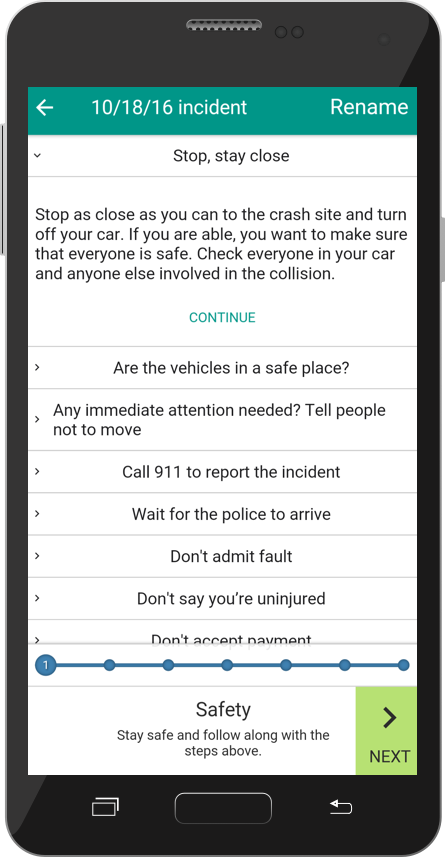 10/18/16 incident Rename
Stop, stay close
Stop as close as you can to the crash site and turn
off your car. If you are able, you want to make sure
that everyone is safe. Check everyone in your car
and anyone else involved in the collision.
CONTINUE
Are the vehicles in a safe place?
Any immediate attention needed? Tell people
not to move
Call 911 to report the incident
Wait for the police to arrive
Don't admit fault
Don't say you’re uninjured
Don't accept payment
1
Safety
Stay safe and follow along with the
steps above.
NEXT